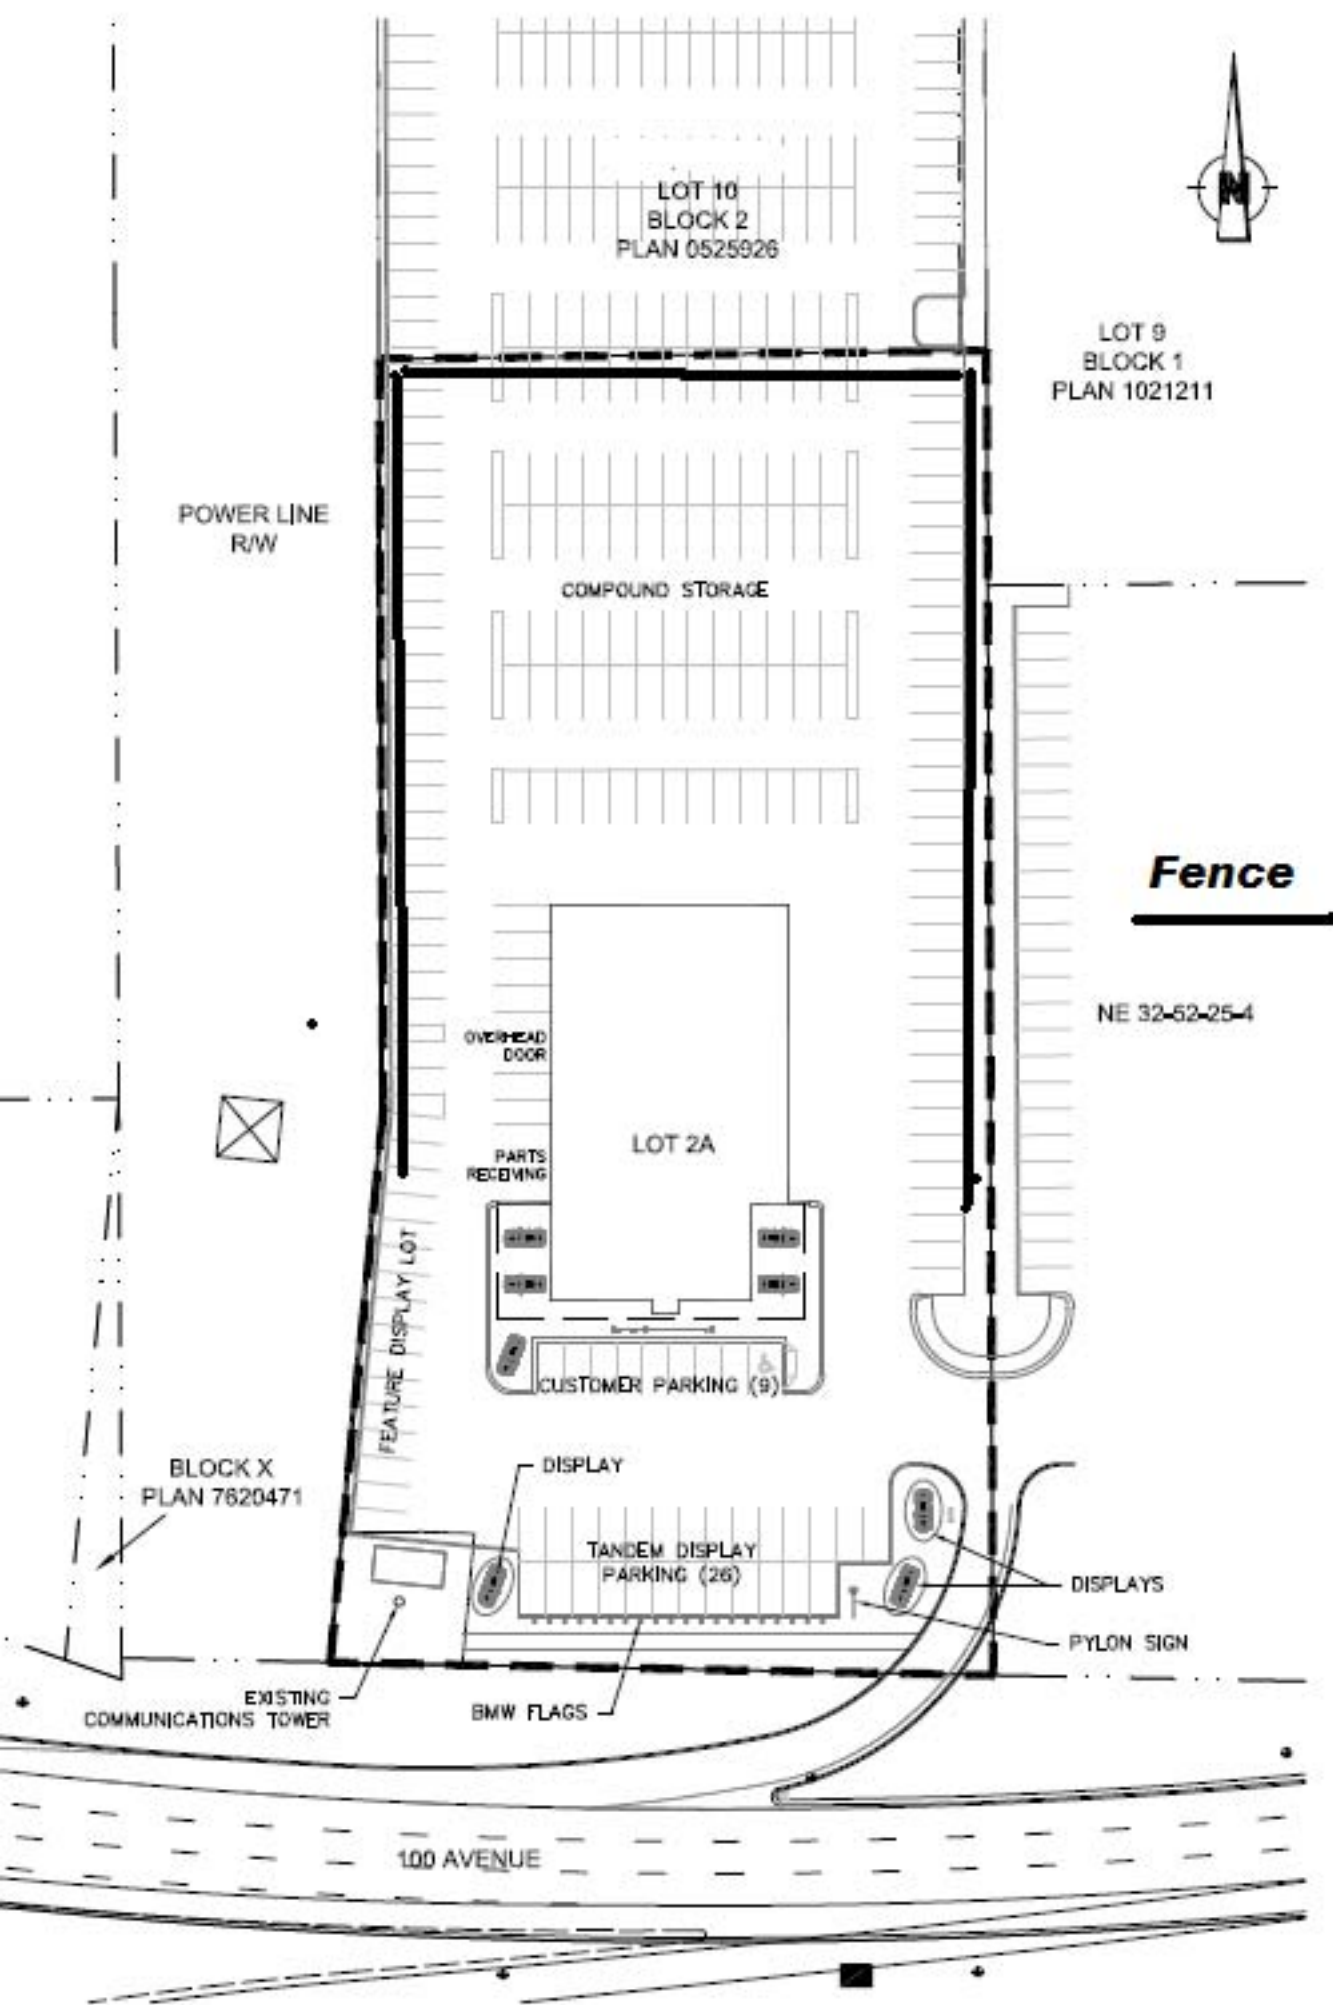 LOT 10
BLOCK 2
PLAN 0525926
N
LOT 9
BLOCK 1
PLAN 1021211
POWER LINE
R/W
COMPOUND STORAGE
Fence
NE 32-52-25-4
OVERHEAD
DOOR
LOT 2A
PARTS
RECEIVING
FEATURE DISPLAY LOT
CUSTOMER PARKING (9)
BLOCK X
PLAN 7620471
DISPLAY
TANDEM DISPLAY
PARKING (26)
DISPLAYS
PYLON SIGN
EXISTING
COMMUNICATIONS TOWER
BMW FLAGS
100 AVENUE